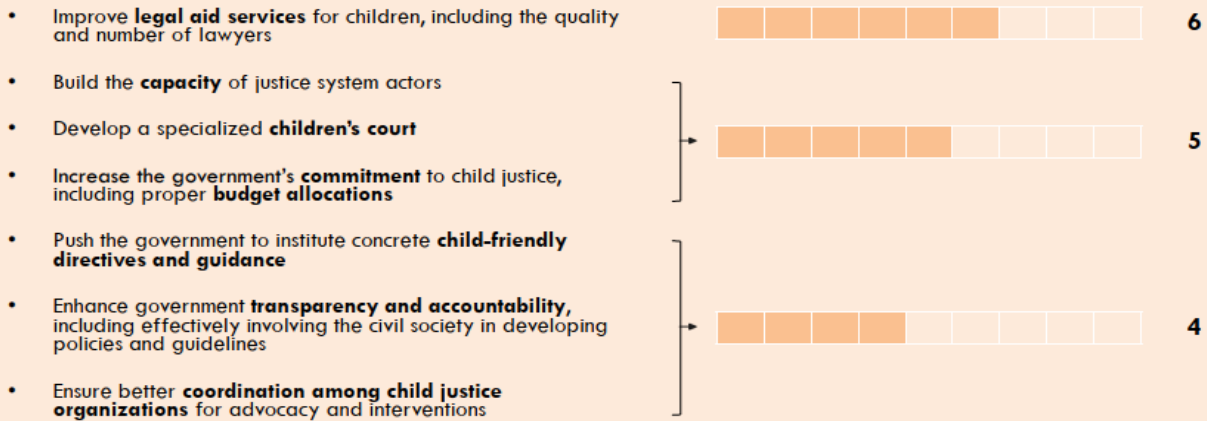 • Improve legal aid services for children, including the quality
and number of lawyers
6
• Build the capacity of justice system actors
• Develop a specialized children's court
5
• Increase the government's commitment to child justice,
including proper budget allocations
• Push the government to institute concrete child-friendly
directives and guidance
• Enhance government transparency and accountability,
including effectively involving the civil society in developing
policies and guidelines
4
• Ensure better coordination among child justice
organizations for advocacy and interventions